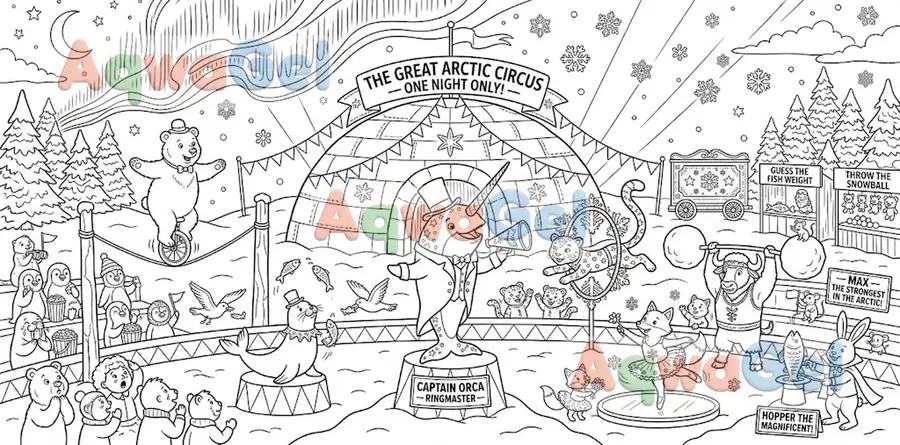 AqwaGel
THE GREAT ARCTIC CIRCUS
— ONE NIGHT ONLY! —
GUESS THE
FISH WEIGHT
THROW THE
SNOWBALL
AqwaGel
MAX —
THE STRONGEST
IN THE ARCTIC!
CAPTAIN ORCA
— RINGMASTER —
AqwaGel
HOPPER THE
MAGNIFICENT!